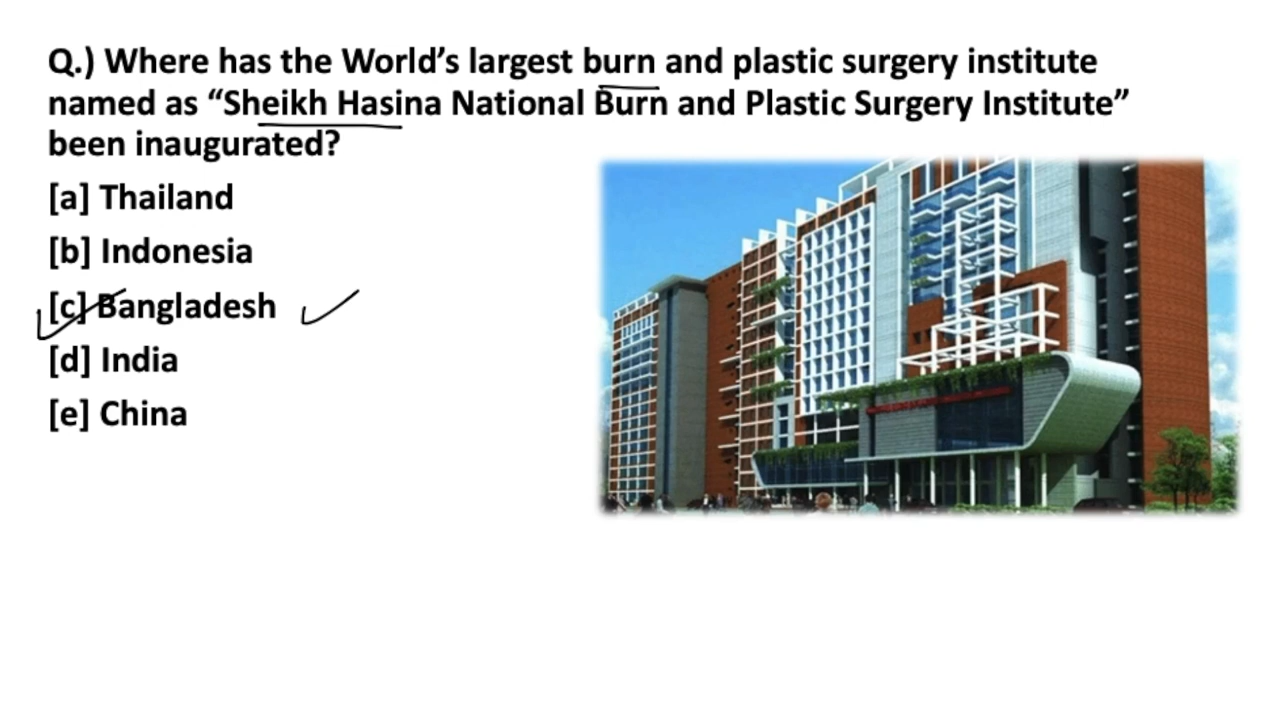 Q.) Where has the World’s largest burn and plastic surgery institute
named as “Sheikh Hasina National Burn and Plastic Surgery Institute”
been inaugurated?
[a] Thailand
[b] Indonesia
[c] Bangladesh
[d] India
[e] China